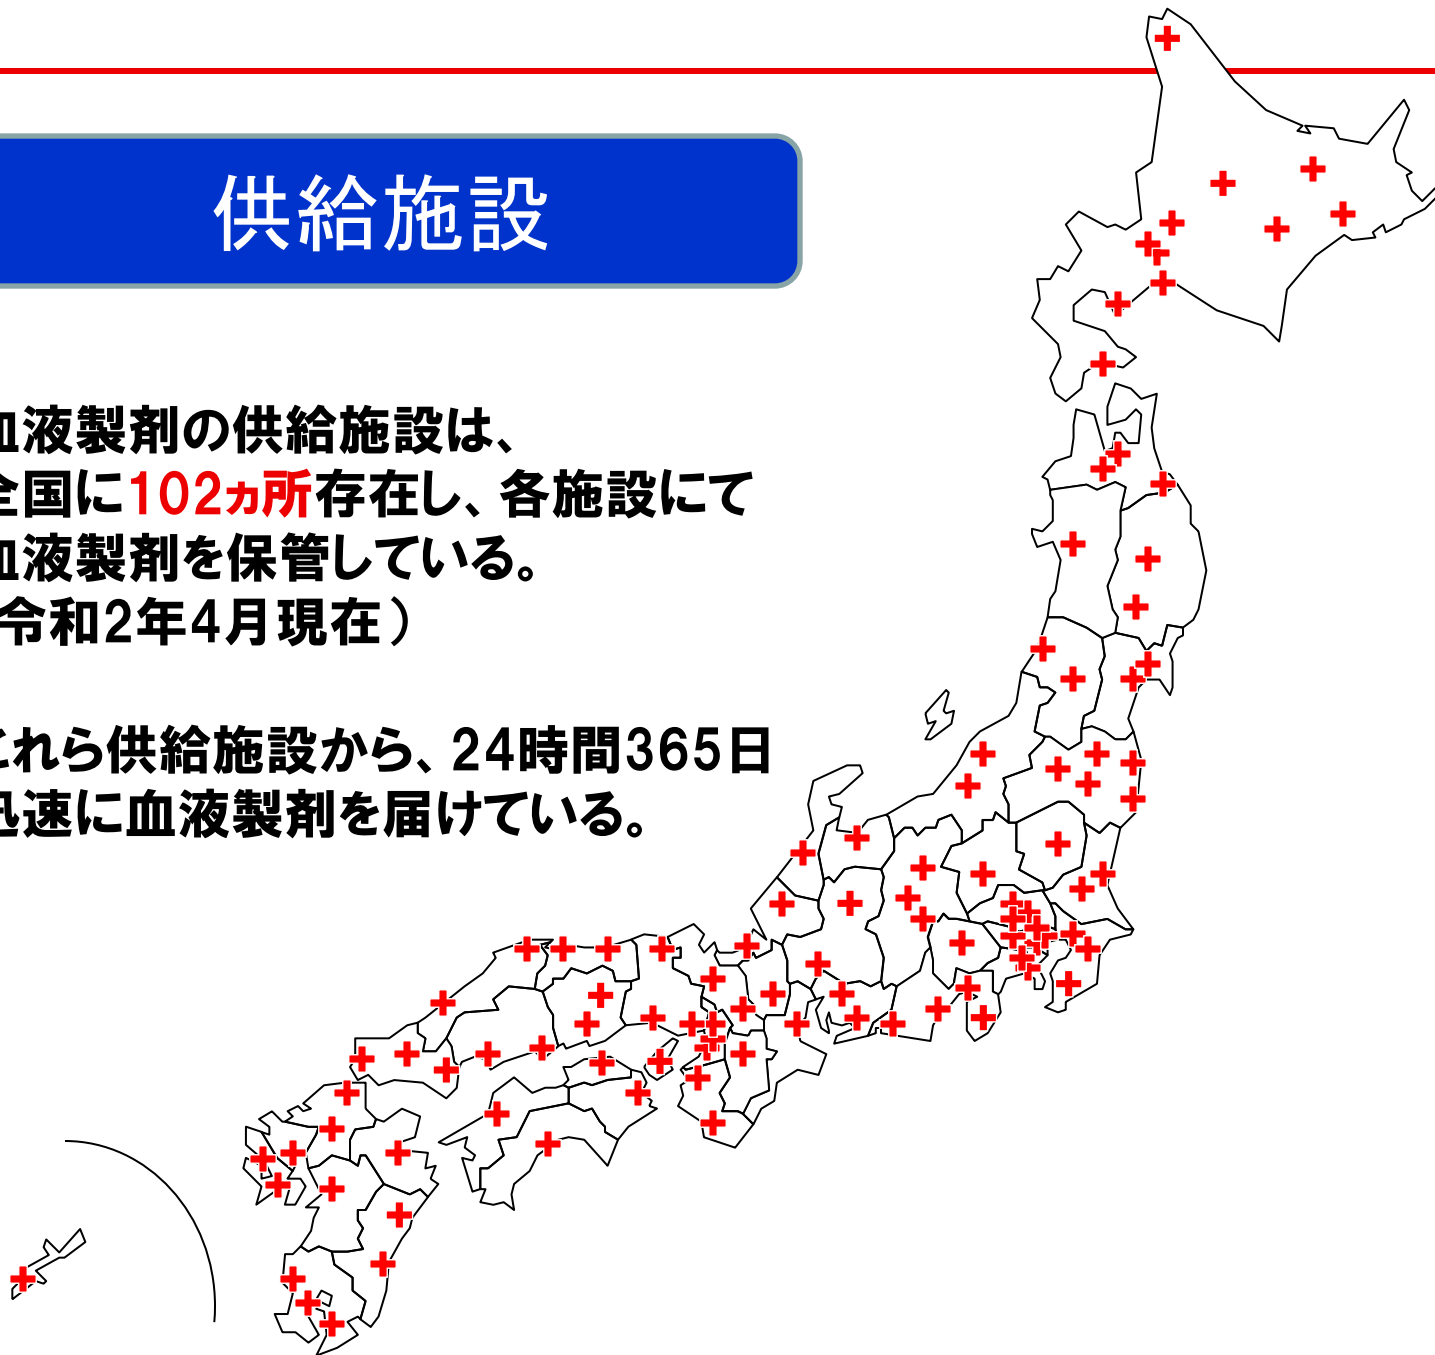 供給施設
血液製剤の供給施設は、
全国に102ヵ所存在し、各施設にて
血液製剤を保管している。
令和2年4月現在）
これら供給施設から、24時間365日
迅速に血液製剤を届けている。